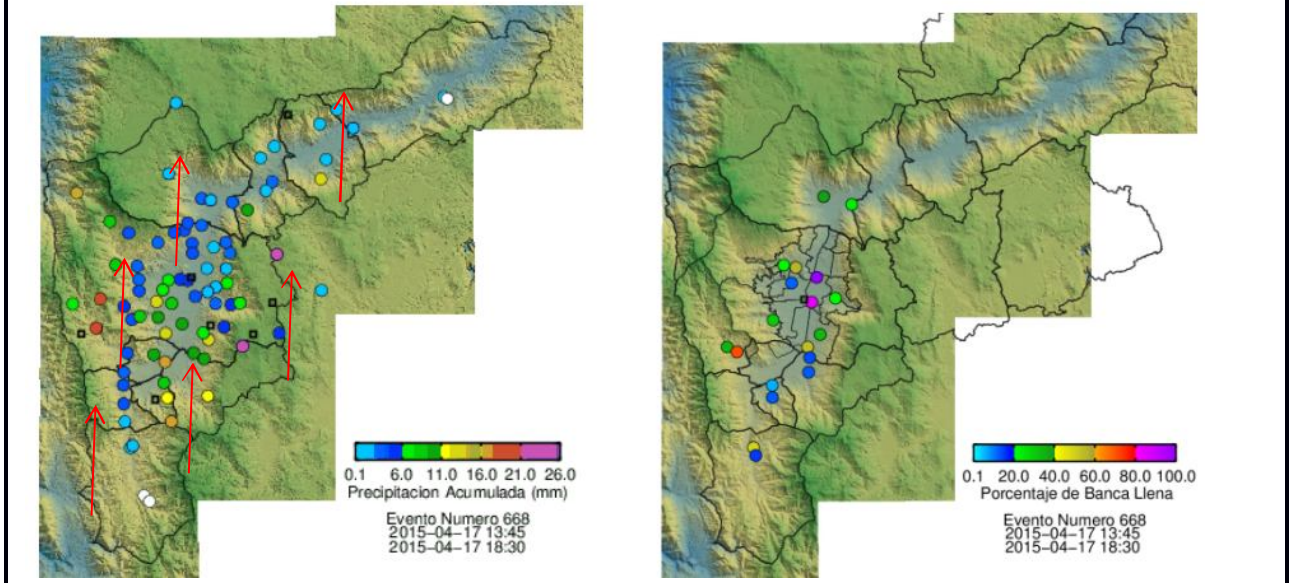 0.1 6.0 11.0 16.0 21.0 26.0
Precipitacion Acumulada (mm)
Evento Numero 668
2015-04-17 13:45
2015-04-17 18:30
0.1 20.0 40.0 60.0 80.0 100.0
Porcentaje de Banca Llena
Evento Numero 668
2015-04-17 13:45
2015-04-17 18:30